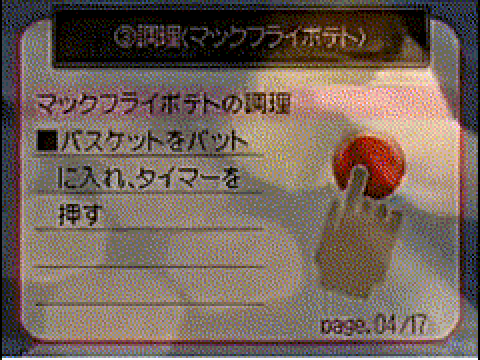 ③調理(マックフライポテト)
マックフライポテトの調理
■バスケットをバット
に入れ、タイマーを
押す
page.04/17